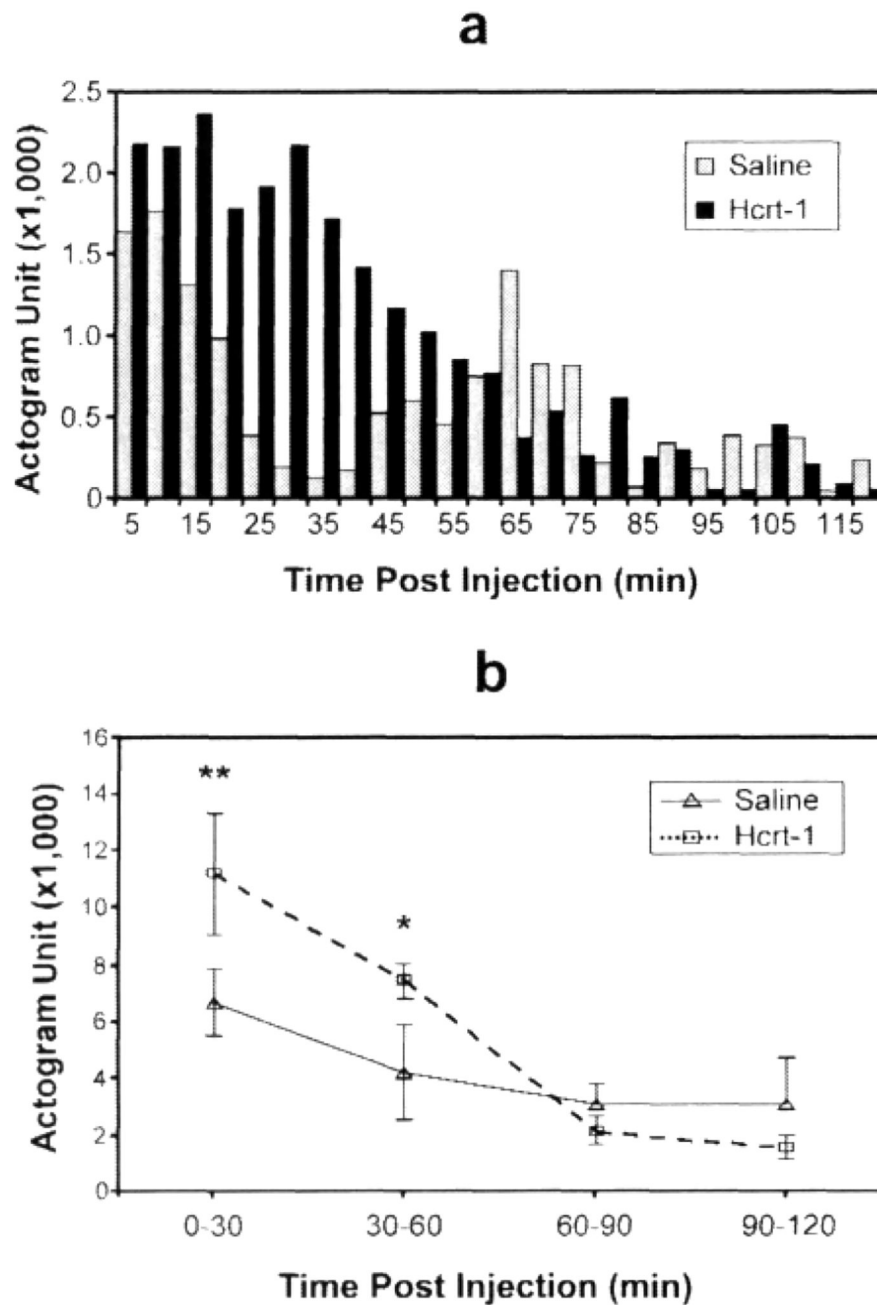 a
Actogram Unit (x1,000)
2.5
2.0
1.5
1.0
0.5
0
Saline
Hcrt-1
5 15 25 35 45 55 65 75 85 95 105 115
Time Post Injection (min)
b
Actogram Unit (x1,000)
16
14
12
10
8
6
4
2
0
**
*
Saline
Hcrt-1
0-30 30-60 60-90 90-120
Time Post Injection (min)